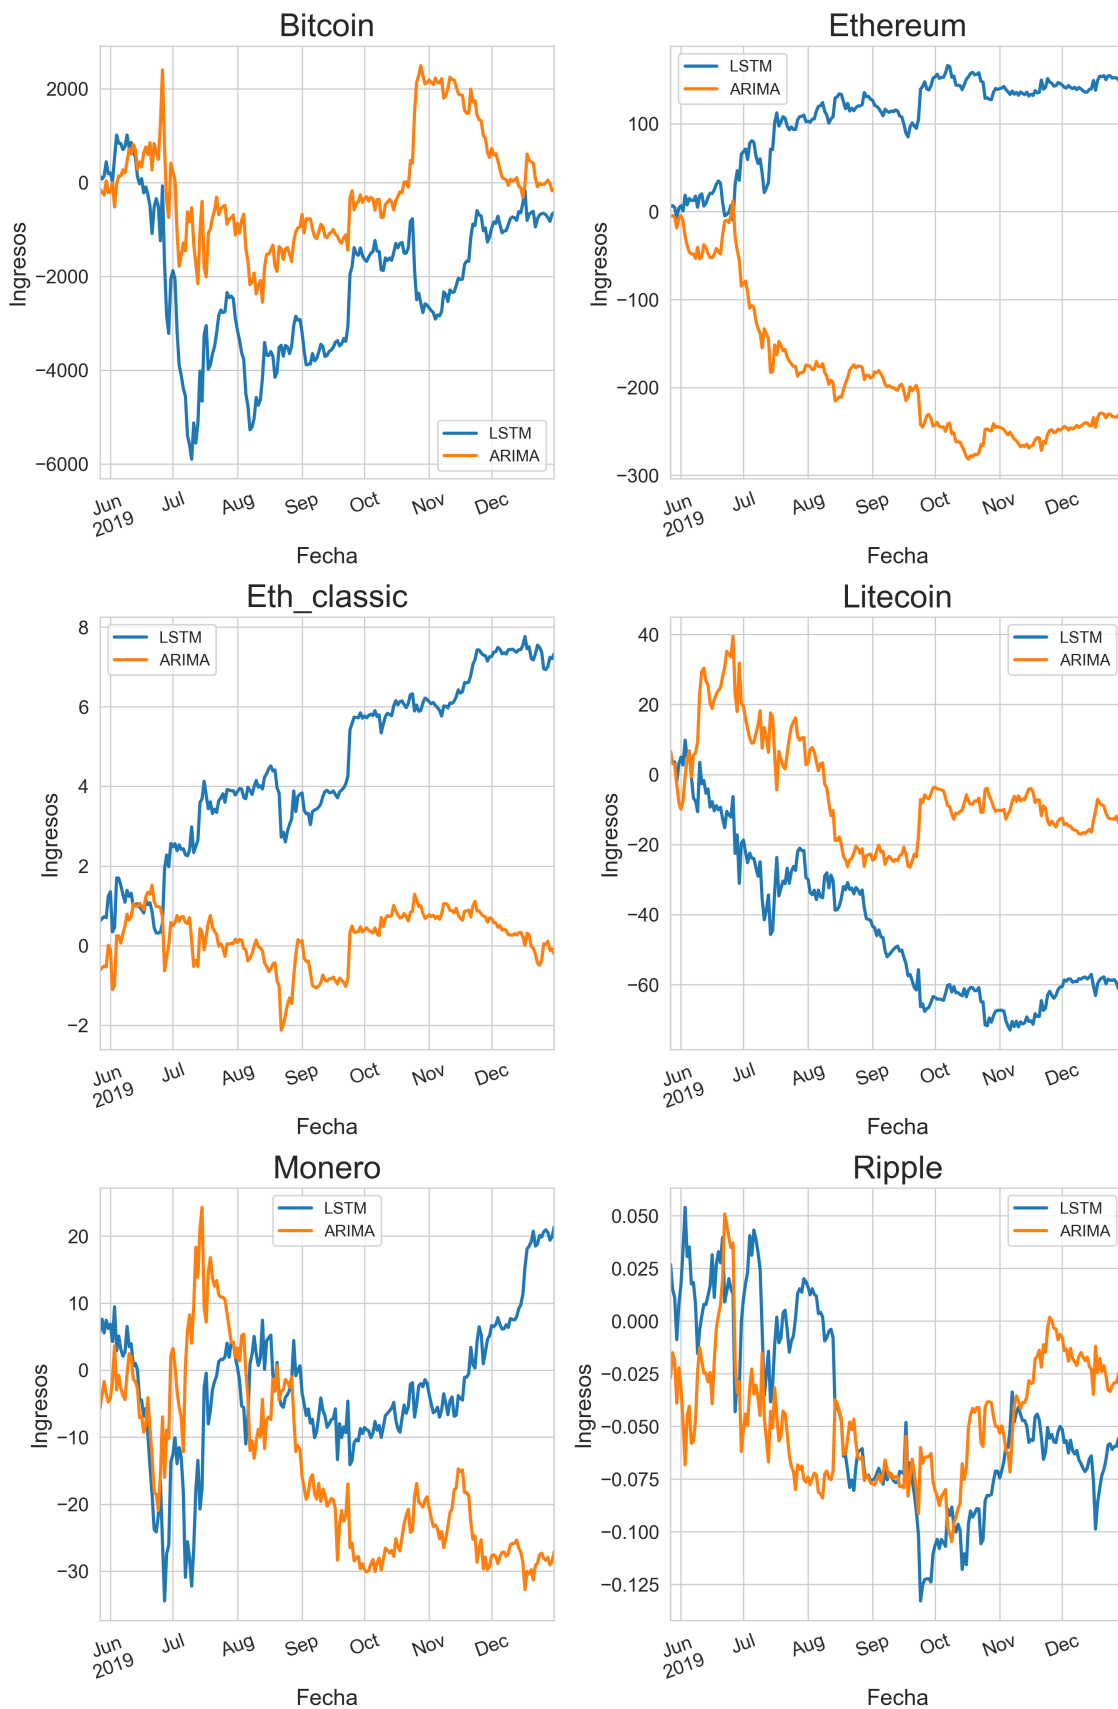 Bitcoin
Ingresos
2000
0
−2000
−4000
−6000
LSTM
ARIMA
Jun
2019
Jul
Aug
Sep
Oct
Nov
Dec
Fecha
Ethereum
Ingresos
100
0
−100
−200
−300
LSTM
ARIMA
Jun
2019
Jul
Aug
Sep
Oct
Nov
Dec
Fecha
Eth_classic
Ingresos
8
6
4
2
0
−2
LSTM
ARIMA
Jun
2019
Jul
Aug
Sep
Oct
Nov
Dec
Fecha
Litecoin
Ingresos
40
20
0
−20
−40
−60
LSTM
ARIMA
Jun
2019
Jul
Aug
Sep
Oct
Nov
Dec
Fecha
Monero
Ingresos
20
10
0
−10
−20
−30
LSTM
ARIMA
Jun
2019
Jul
Aug
Sep
Oct
Nov
Dec
Fecha
Ripple
Ingresos
0.050
0.025
0.000
−0.025
−0.050
−0.075
−0.100
−0.125
LSTM
ARIMA
Jun
2019
Jul
Aug
Sep
Oct
Nov
Dec
Fecha